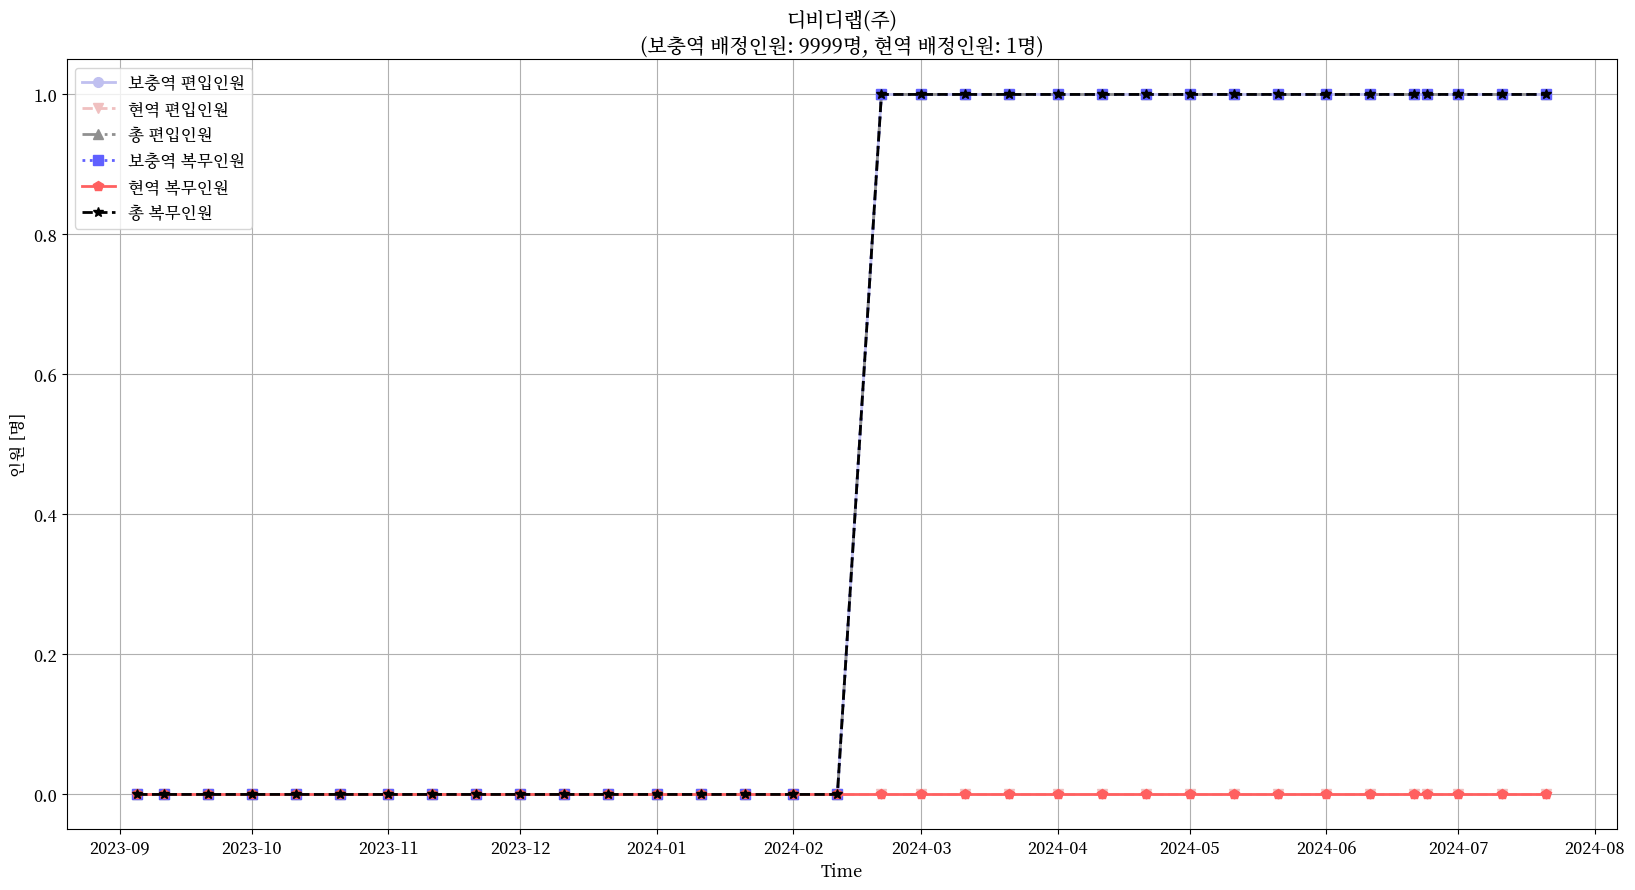 디비디랩(주)
(보충역 배정인원: 9999명, 현역 배정인원: 1명)
보충역 편입인원
현역 편입인원
총 편입인원
보충역 복무인원
현역 복무인원
총 복무인원
1.0
0.8
0.6
0.4
0.2
0.0
인원 [명]
2023-09 2023-10 2023-11 2023-12 2024-01 2024-02 2024-03 2024-04 2024-05 2024-06 2024-07 2024-08
Time